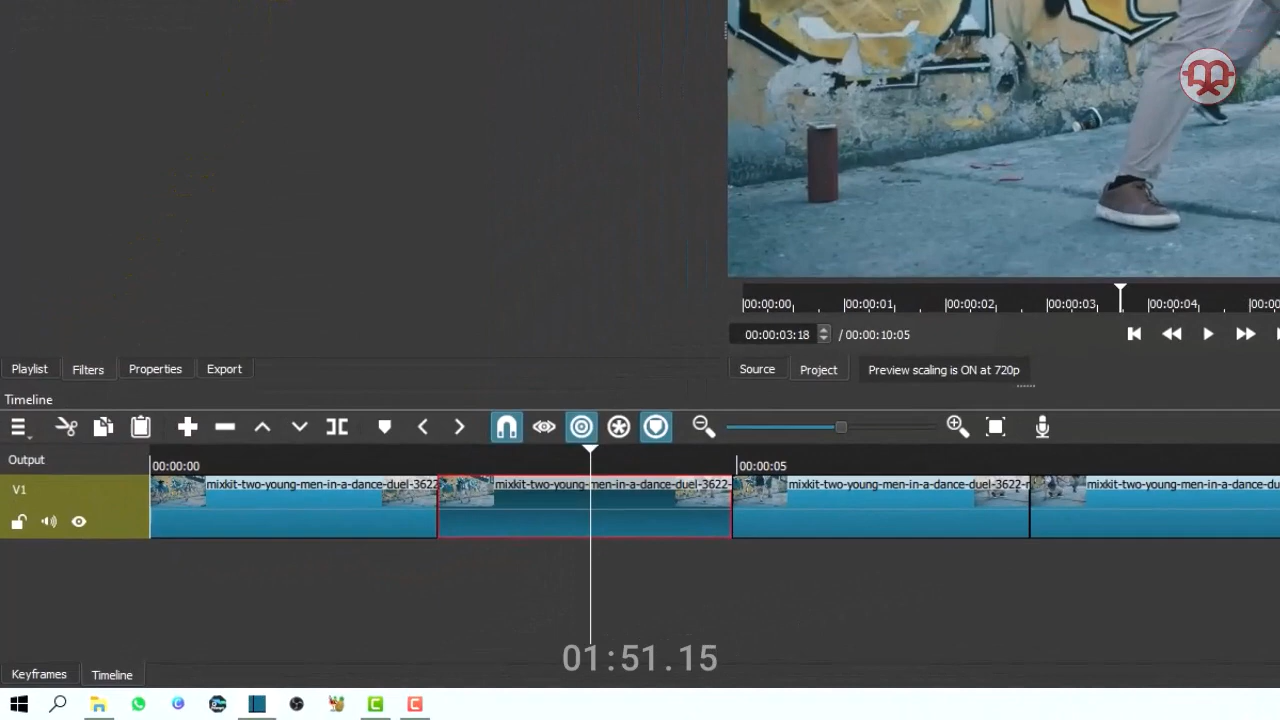 00:00:00 00:00:01 00:00:02 00:00:03 00:00:04
00:00:03:18 / 00:00:10:05
Playlist Filters Properties Export
Source Project Preview scaling is ON at 720p
Timeline
Output
00:00:00 00:00:05
V1
mixkit-two-young-men-in-a-dance-duel-3622 mixkit-two-young-men-in-a-dance-duel-3622- mixkit-two-young-men-in-a-dance-duel-3622-r mixkit-two-young-men-in-a-dance-du
01:51.15
Keyframes Timeline